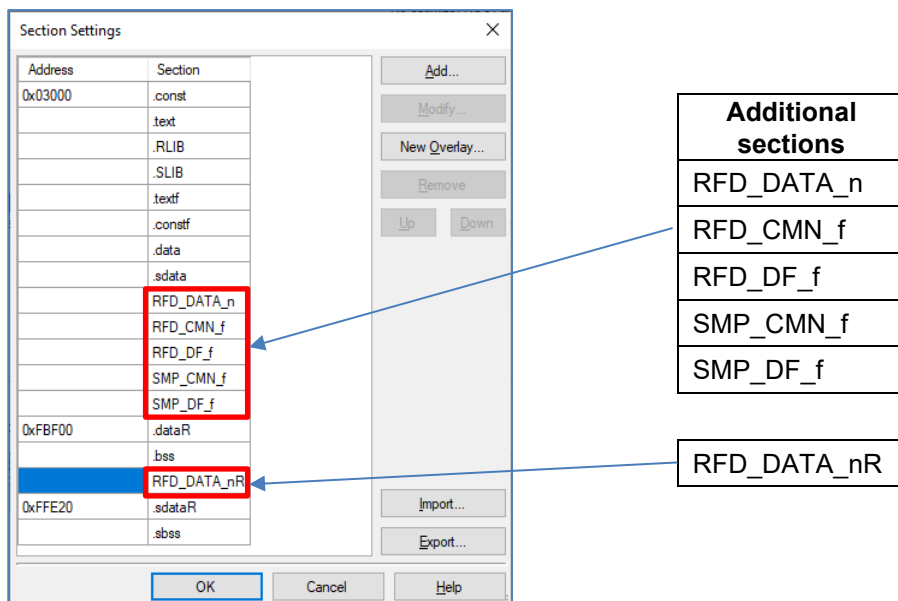 Section Settings
Address Section
0x03000 .const
.text
.RLIB
.SLIB
.textf
.constf
.data
.sdata
RFD_DATA_n
RFD_CMN_f
RFD_DF_f
SMP_CMN_f
SMP_DF_f
0xFBF00 .dataR
.bss
RFD_DATA_nR
0xFFE20 .sdataR
.sbss
Add...
Modify...
New Overlay...
Remove
Up Down
Import...
Export...
OK Cancel Help
Additional
sections
RFD_DATA_n
RFD_CMN_f
RFD_DF_f
SMP_CMN_f
SMP_DF_f
RFD_DATA_nR